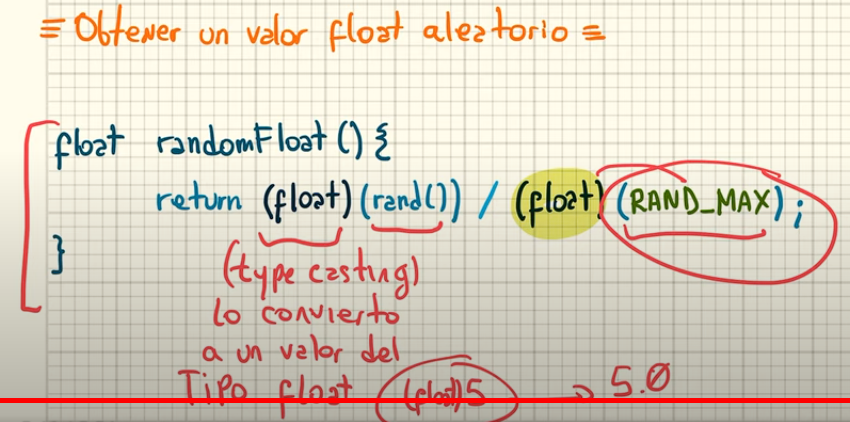 = Obtener un valor float aleatorio =
float randomFloat() {
return (float)(rand()) / (float)(RAND_MAX);
}
(type casting)
lo convierto
a un valor del
Tipo float (float)5 → 5.0